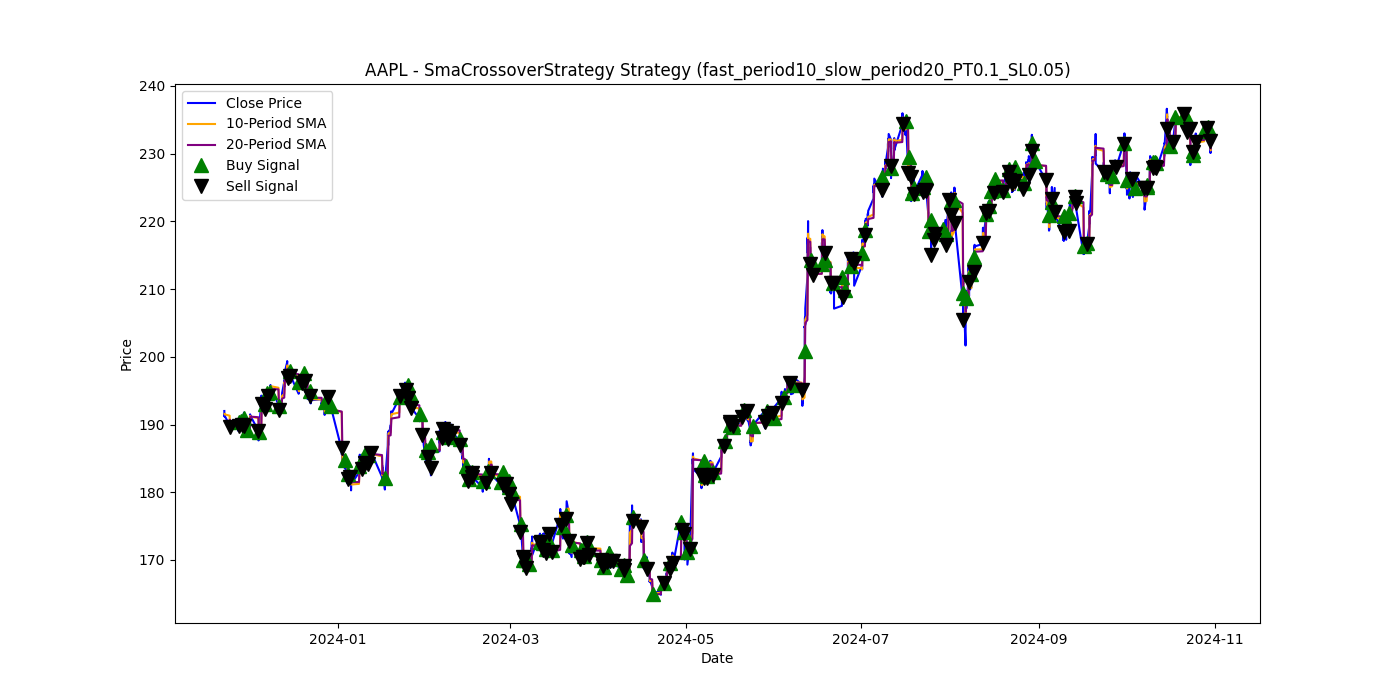 AAPL - SmaCrossoverStrategy Strategy (fast_period10_slow_period20_PT0.1_SL0.05)
Close Price
10-Period SMA
20-Period SMA
Buy Signal
Sell Signal
240
230
220
210
200
190
180
170
Price
2024-01
2024-03
2024-05
2024-07
2024-09
2024-11
Date